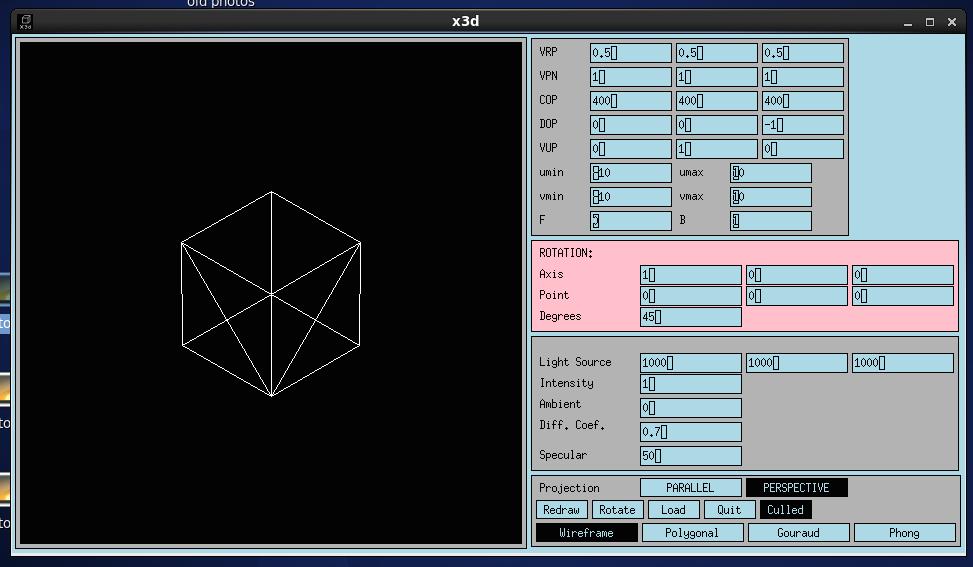 old photos
x3d
x3d
VRP 0.5 0.5 0.5
VPN 1 1 1
COP 400 400 400
DOP 0 0 -1
VUP 0 1 0
umin -10 umax 10
vmin -10 vmax 10
F B 1
ROTATION:
Axis 1 0 0
Point 0 0 0
Degrees 45
Light Source 1000 1000 1000
Intensity 1
Ambient 0
Diff. Coef. 0.7
Specular 50
Projection PARALLEL PERSPECTIVE
Redraw Rotate Load Quit Culled
Wireframe Polygonal Gouraud Phong
to
to
to